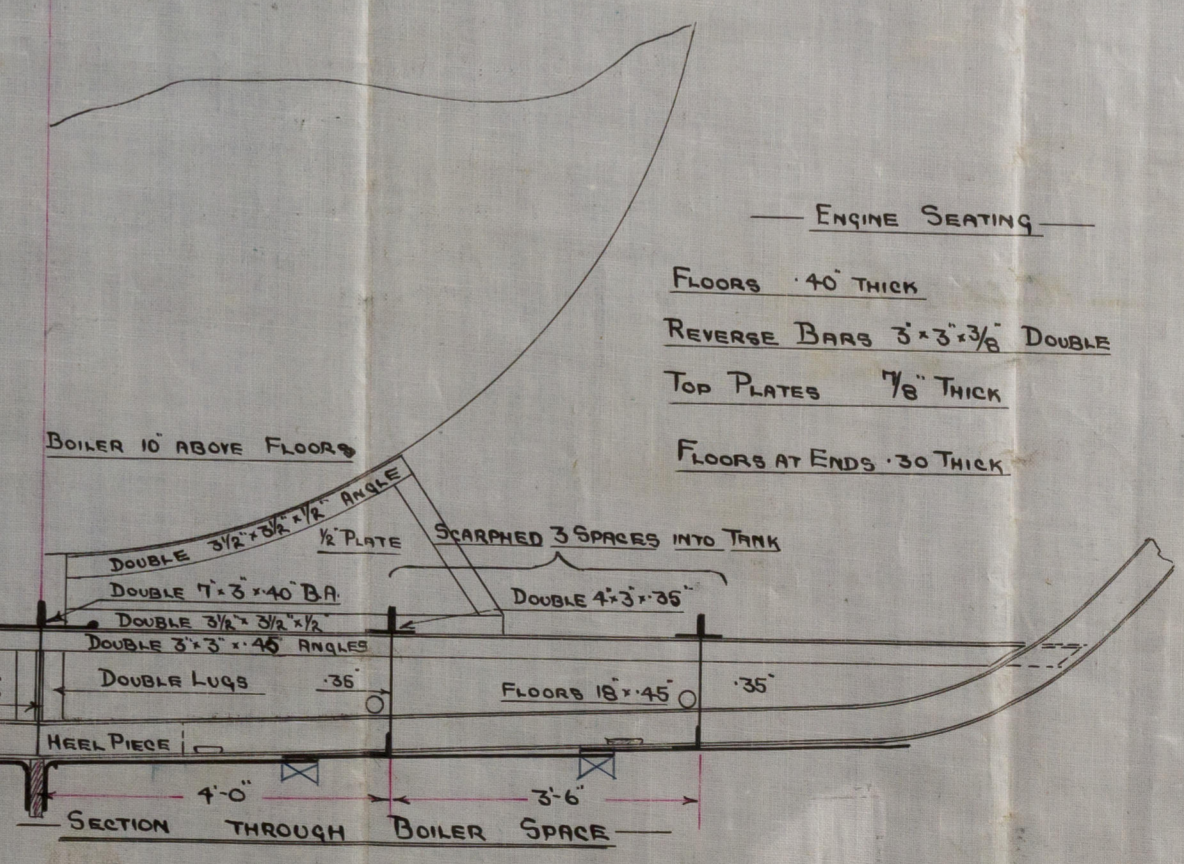 ENGINE SEATING
FLOORS .40" THICK
REVERSE BARS 3"×3"×3/8" DOUBLE
TOP PLATES 7/8" THICK
FLOORS AT ENDS .30 THICK
BOILER 10" ABOVE FLOORS
DOUBLE 3½"×3½"×½" ANGLE
½" PLATE
SCARPHED 3 SPACES INTO TANK
DOUBLE 7"×3"×.40" B.A.
DOUBLE 4"×3"×.35"
DOUBLE 3½"×3½"×½"
DOUBLE 3"×3"×.45" ANGLES
DOUBLE LUGS
.35"
FLOORS 18"×.45"
.35"
HEEL PIECE
4'-0"
3'-6"
SECTION THROUGH BOILER SPACE